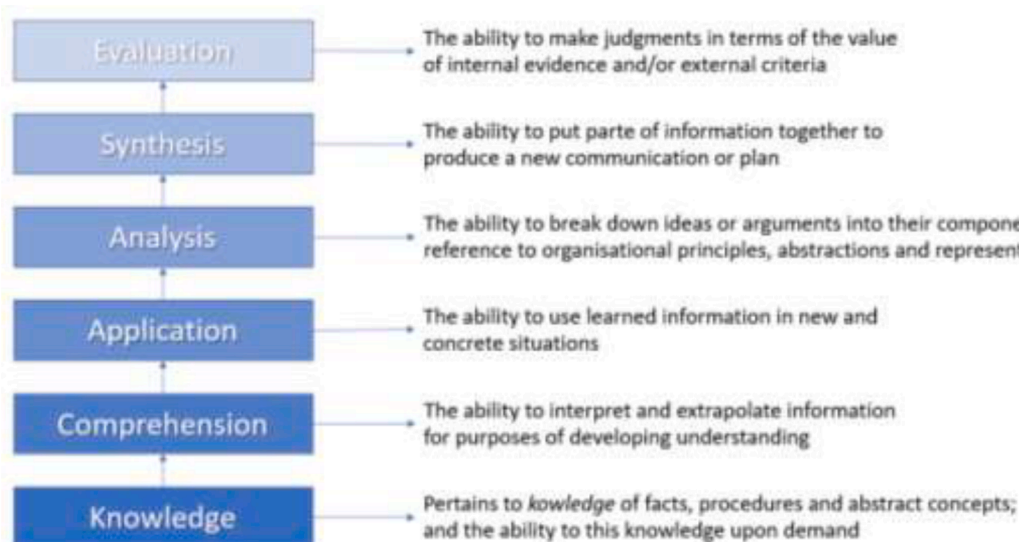 Evaluation
The ability to make judgments in terms of the value
of internal evidence and/or external criteria
Synthesis
The ability to put parte of information together to
produce a new communication or plan
Analysis
The ability to break down ideas or arguments into their compone
reference to organisational principles, abstractions and represent
Application
The ability to use learned information in new and
concrete situations
Comprehension
The ability to interpret and extrapolate information
for purposes of developing understanding
Knowledge
Pertains to kowledge of facts, procedures and abstract concepts;
and the ability to this knowledge upon demand